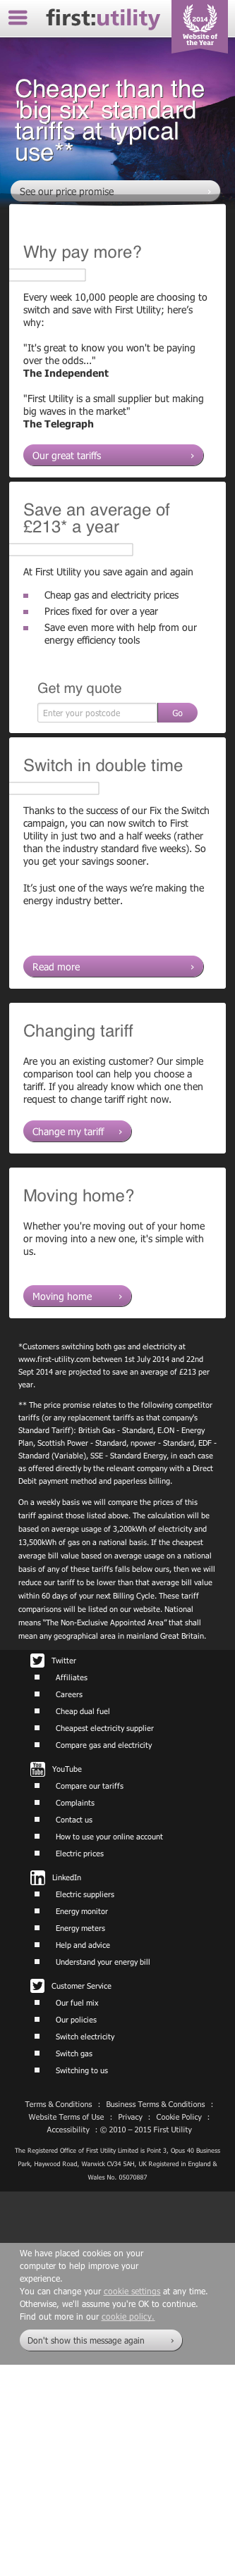 first:utility
2014
Website of
the Year
Cheaper than the
'big six' standard
tariffs at typical
use**
See our price promise
Why pay more?
Every week 10,000 people are choosing to
switch and save with First Utility; here's
why:
"It's great to know you won't be paying
over the odds..."
The Independent
"First Utility is a small supplier but making
big waves in the market"
The Telegraph
Our great tariffs
Save an average of
£213* a year
At First Utility you save again and again
Cheap gas and electricity prices
Prices fixed for over a year
Save even more with help from our
energy efficiency tools
Get my quote
Enter your postcode
Go
Switch in double time
Thanks to the success of our Fix the Switch
campaign, you can now switch to First
Utility in just two and a half weeks (rather
than the industry standard five weeks). So
you get your savings sooner.
It's just one of the ways we're making the
energy industry better.
Read more
Changing tariff
Are you an existing customer? Our simple
comparison tool can help you choose a
tariff. If you already know which one then
request to change tariff right now.
Change my tariff
Moving home?
Whether you're moving out of your home
or moving into a new one, it's simple with
us.
Moving home
*Customers switching both gas and electricity at
www.first-utility.com between 1st July 2014 and 22nd
Sept 2014 are projected to save an average of £213 per
year.
** The price promise relates to the following competitor
tariffs (or any replacement tariffs as that company's
Standard Tariff): British Gas - Standard, E.ON - Energy
Plan, Scottish Power - Standard, npower - Standard, EDF -
Standard (Variable), SSE - Standard Energy, in each case
as offered directly by the relevant company with a Direct
Debit payment method and paperless billing.
On a weekly basis we will compare the prices of this
tariff against those listed above. The calculation will be
based on average usage of 3,200kWh of electricity and
13,500kWh of gas on a national basis. If the cheapest
average bill value based on average usage on a national
basis of any of these tariffs falls below ours, then we will
reduce our tariff to be lower than that average bill value
within 60 days of your next Billing Cycle. These tariff
comparisons will be listed on our website. National
means "The Non-Exclusive Appointed Area" that shall
mean any geographical area in mainland Great Britain.
Twitter
Affiliates
Careers
Cheap dual fuel
Cheapest electricity supplier
Compare gas and electricity
YouTube
Compare our tariffs
Complaints
Contact us
How to use your online account
Electric prices
LinkedIn
Electric suppliers
Energy monitor
Energy meters
Help and advice
Understand your energy bill
Customer Service
Our fuel mix
Our policies
Switch electricity
Switch gas
Switching to us
Terms & Conditions : Business Terms & Conditions :
Website Terms of Use : Privacy : Cookie Policy :
Accessibility : © 2010 – 2015 First Utility
The Registered Office of First Utility Limited is Point 3, Opus 40 Business
Park, Haywood Road, Warwick CV34 5AH, UK Registered in England &
Wales No. 05070887
We have placed cookies on your
computer to help improve your
experience.
You can change your cookie settings at any time.
Otherwise, we'll assume you're OK to continue.
Find out more in our cookie policy.
Don't show this message again